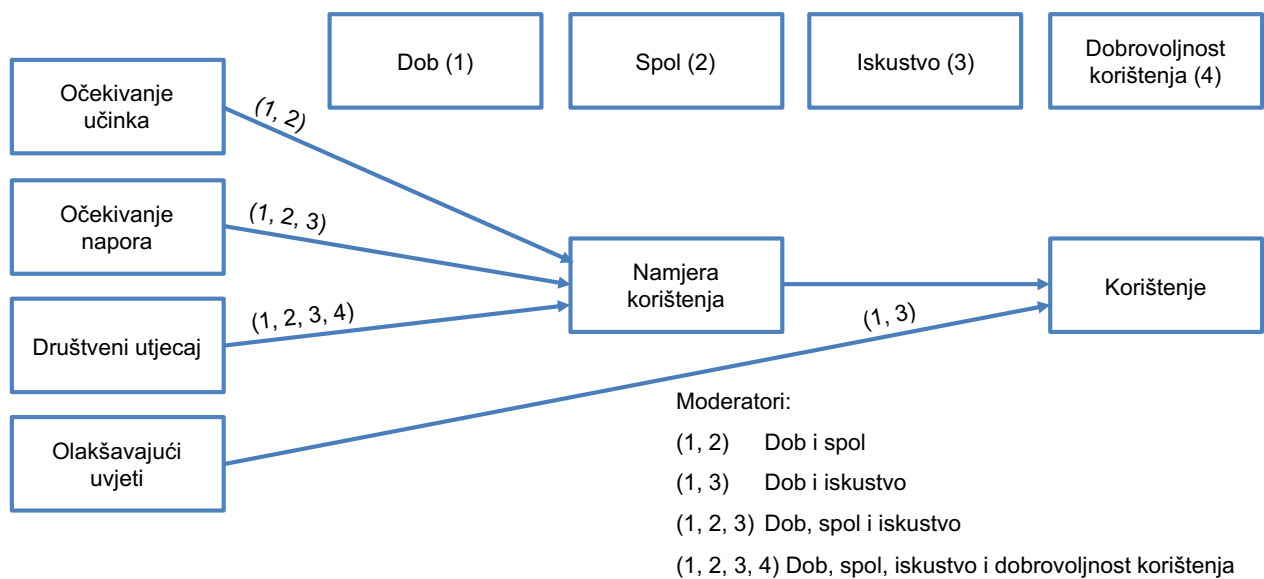 Dob (1)
Spol (2)
Iskustvo (3)
Dobrovoljnost
korištenja (4)
Očekivanje
učinka
(1, 2)
Očekivanje
napora
(1, 2, 3)
Namjera
korištenja
Korištenje
Društveni utjecaj
(1, 2, 3, 4)
(1, 3)
Olakšavajući
uvjeti
Moderatori:
(1, 2) Dob i spol
(1, 3) Dob i iskustvo
(1, 2, 3) Dob, spol i iskustvo
(1, 2, 3, 4) Dob, spol, iskustvo i dobrovoljnost korištenja